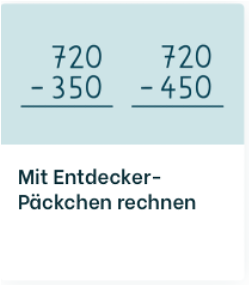 720 720
- 350 - 450
Mit Entdecker-
Päckchen rechnen